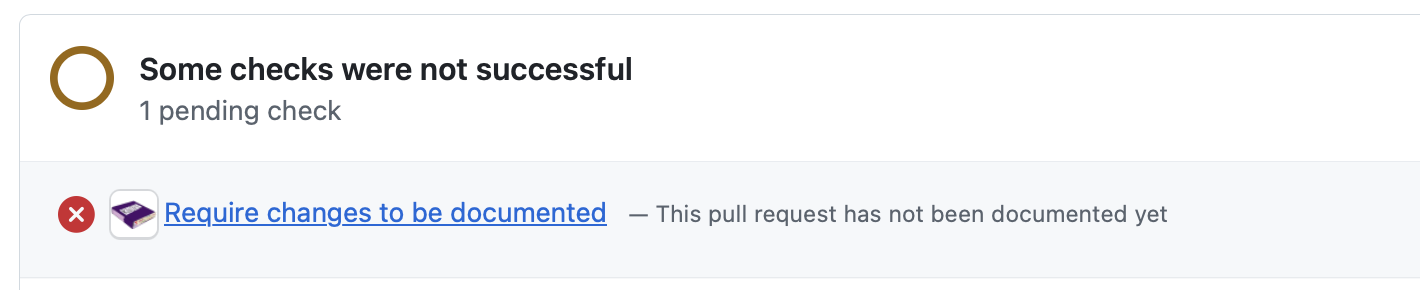 Some checks were not successful
1 pending check
Require changes to be documented — This pull request has not been documented yet